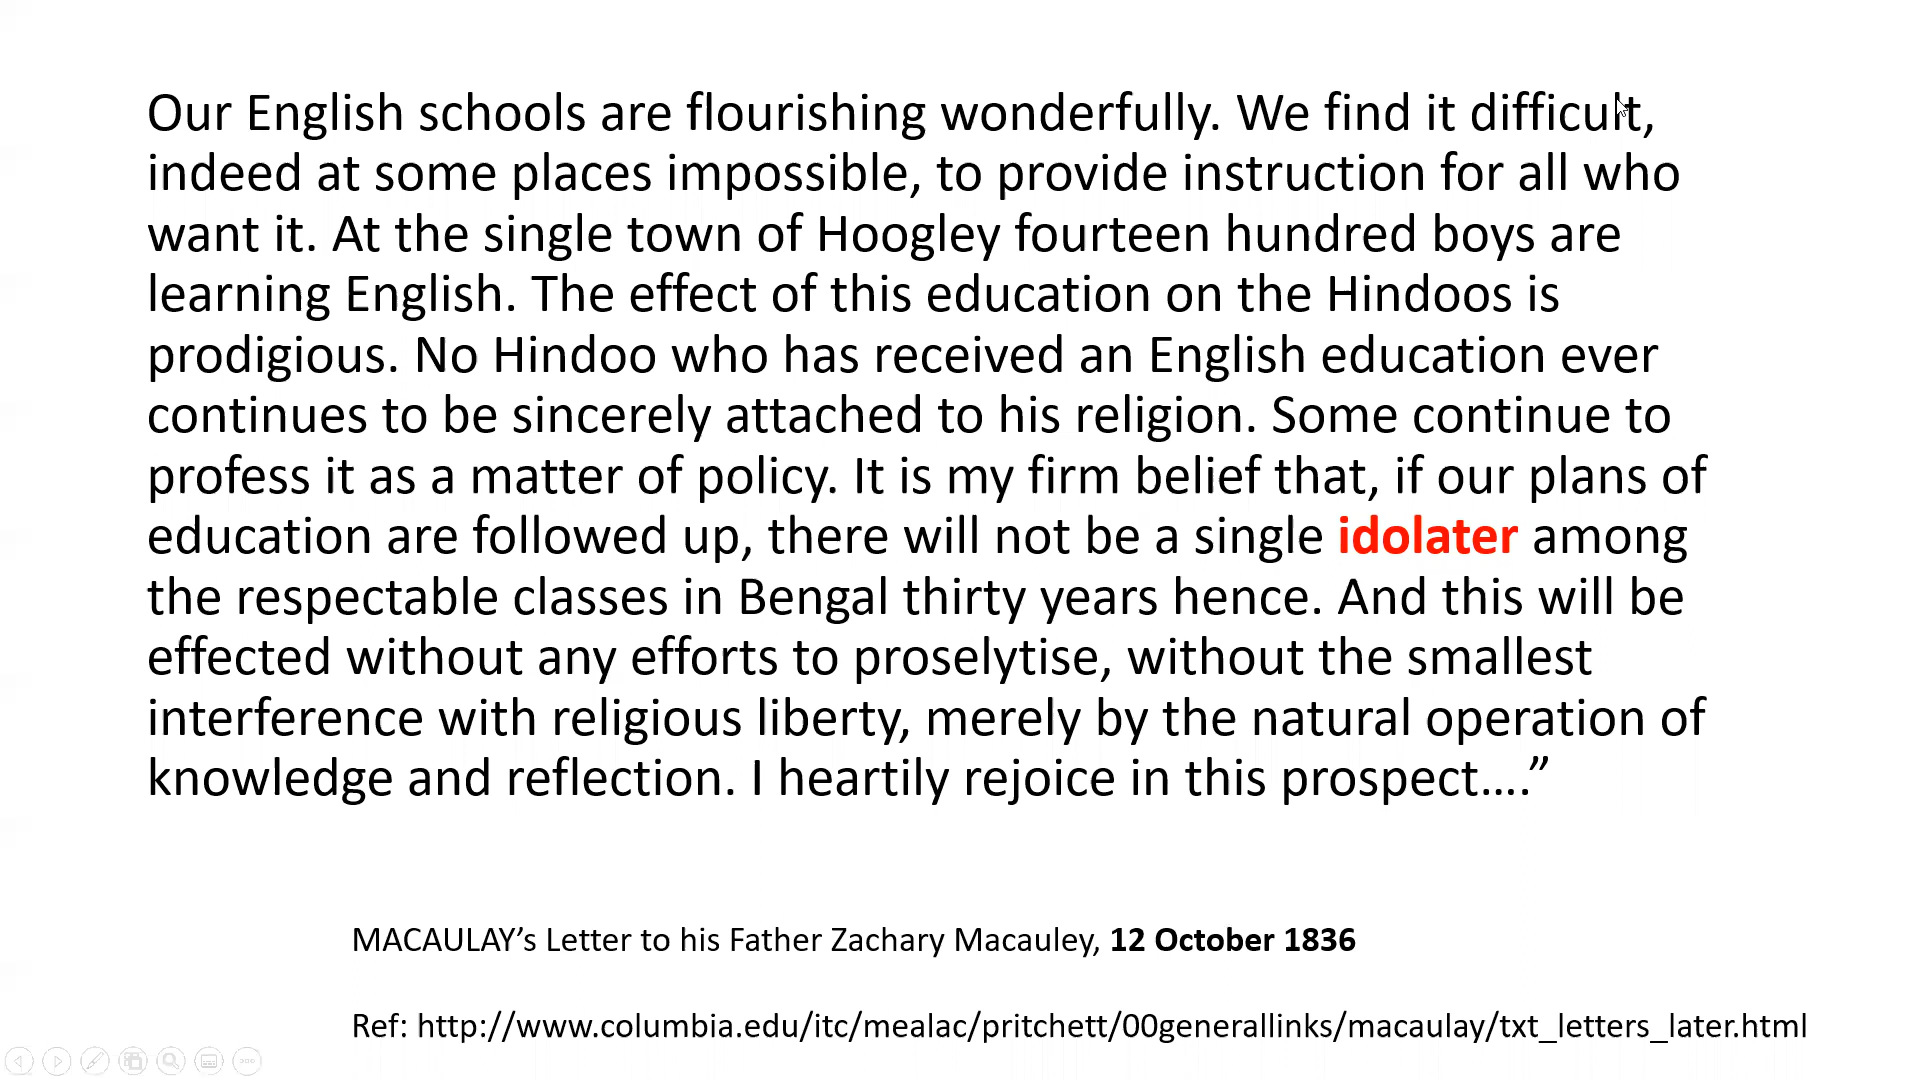 Our English schools are flourishing wonderfully. We find it difficult,
indeed at some places impossible, to provide instruction for all who
want it. At the single town of Hoogley fourteen hundred boys are
learning English. The effect of this education on the Hindoos is
prodigious. No Hindoo who has received an English education ever
continues to be sincerely attached to his religion. Some continue to
profess it as a matter of policy. It is my firm belief that, if our plans of
education are followed up, there will not be a single idolater among
the respectable classes in Bengal thirty years hence. And this will be
effected without any efforts to proselytise, without the smallest
interference with religious liberty, merely by the natural operation of
knowledge and reflection. I heartily rejoice in this prospect….”
MACAULAY’s Letter to his Father Zachary Macauley, 12 October 1836
Ref: http://www.columbia.edu/itc/mealac/pritchett/00generallinks/macaulay/txt_letters_later.html